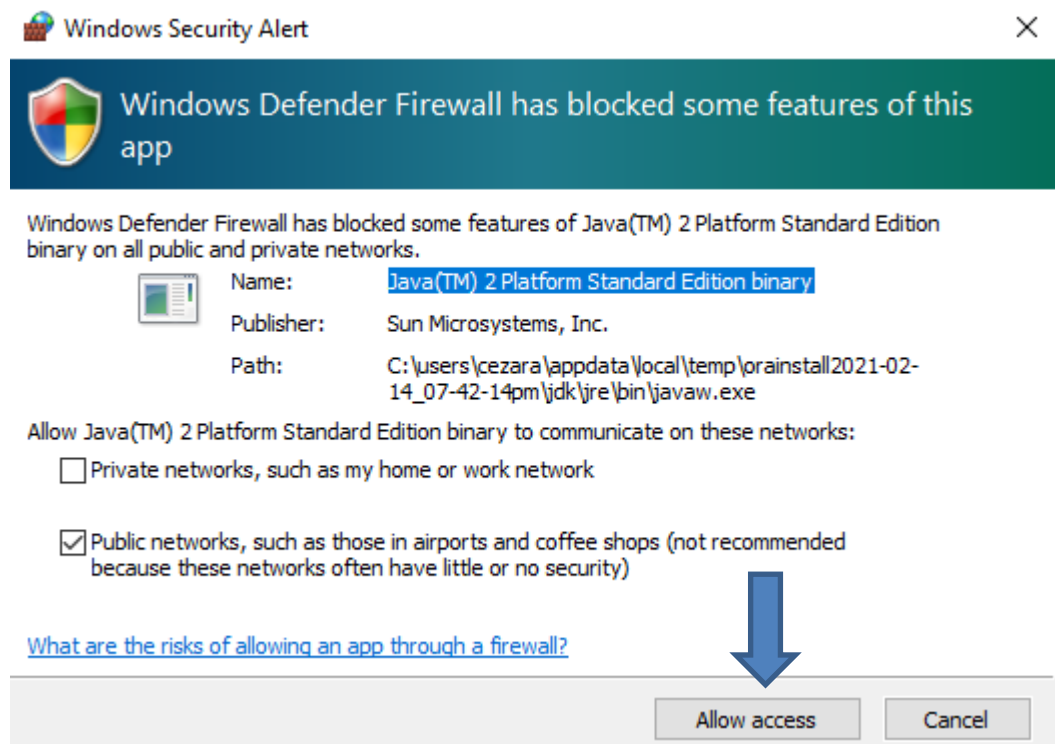 Windows Security Alert
Windows Defender Firewall has blocked some features of this
app
Windows Defender Firewall has blocked some features of Java(TM) 2 Platform Standard Edition
binary on all public and private networks.
Name: Java(TM) 2 Platform Standard Edition binary
Publisher: Sun Microsystems, Inc.
Path: C:\users\cezara\appdata\local\temp\orainstall2021-02-
14_07-42-14pm\jdk\jre\bin\javaw.exe
Allow Java(TM) 2 Platform Standard Edition binary to communicate on these networks:
Private networks, such as my home or work network
Public networks, such as those in airports and coffee shops (not recommended
because these networks often have little or no security)
What are the risks of allowing an app through a firewall?
Allow access Cancel